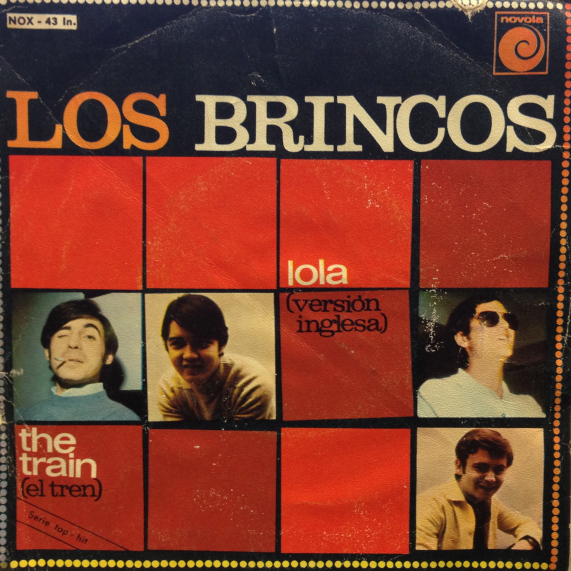 NOX - 43 In.
novola
LOS BRINCOS
lola
(versión
inglesa)
the
train
(el tren)
Serie top - hit